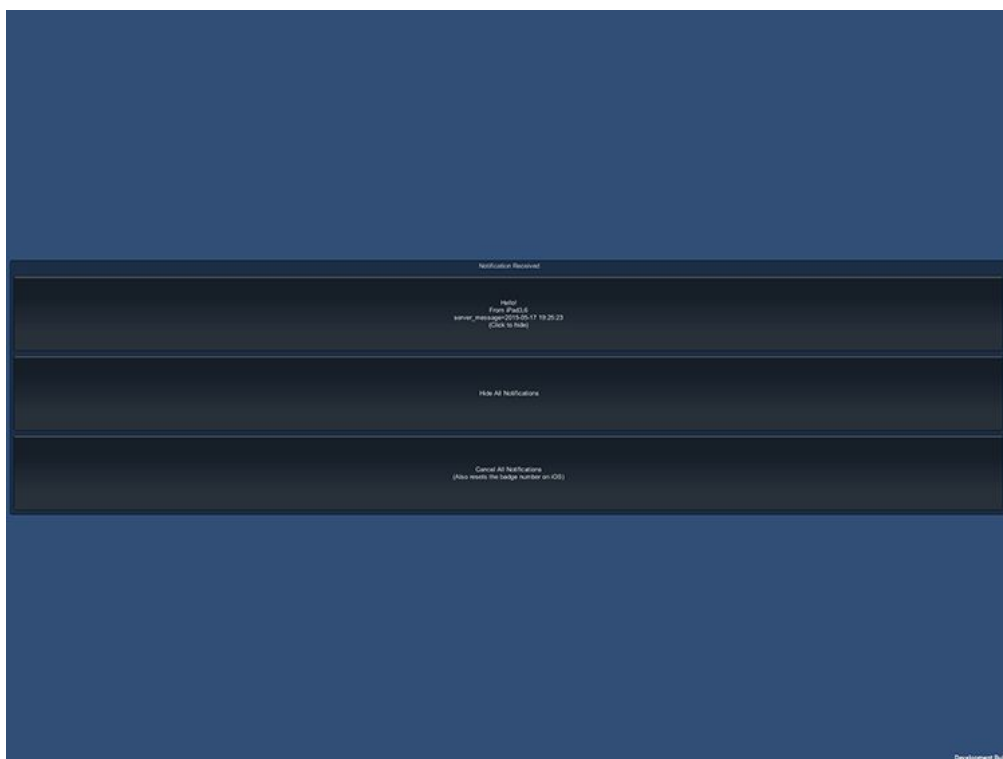 Notification Received
Hello!
From iPad3,6
server_message=2015-05-17 19:25:23
(Click to hide)
Hide All Notifications
Cancel All Notifications
(Also resets the badge number on iOS)
Development